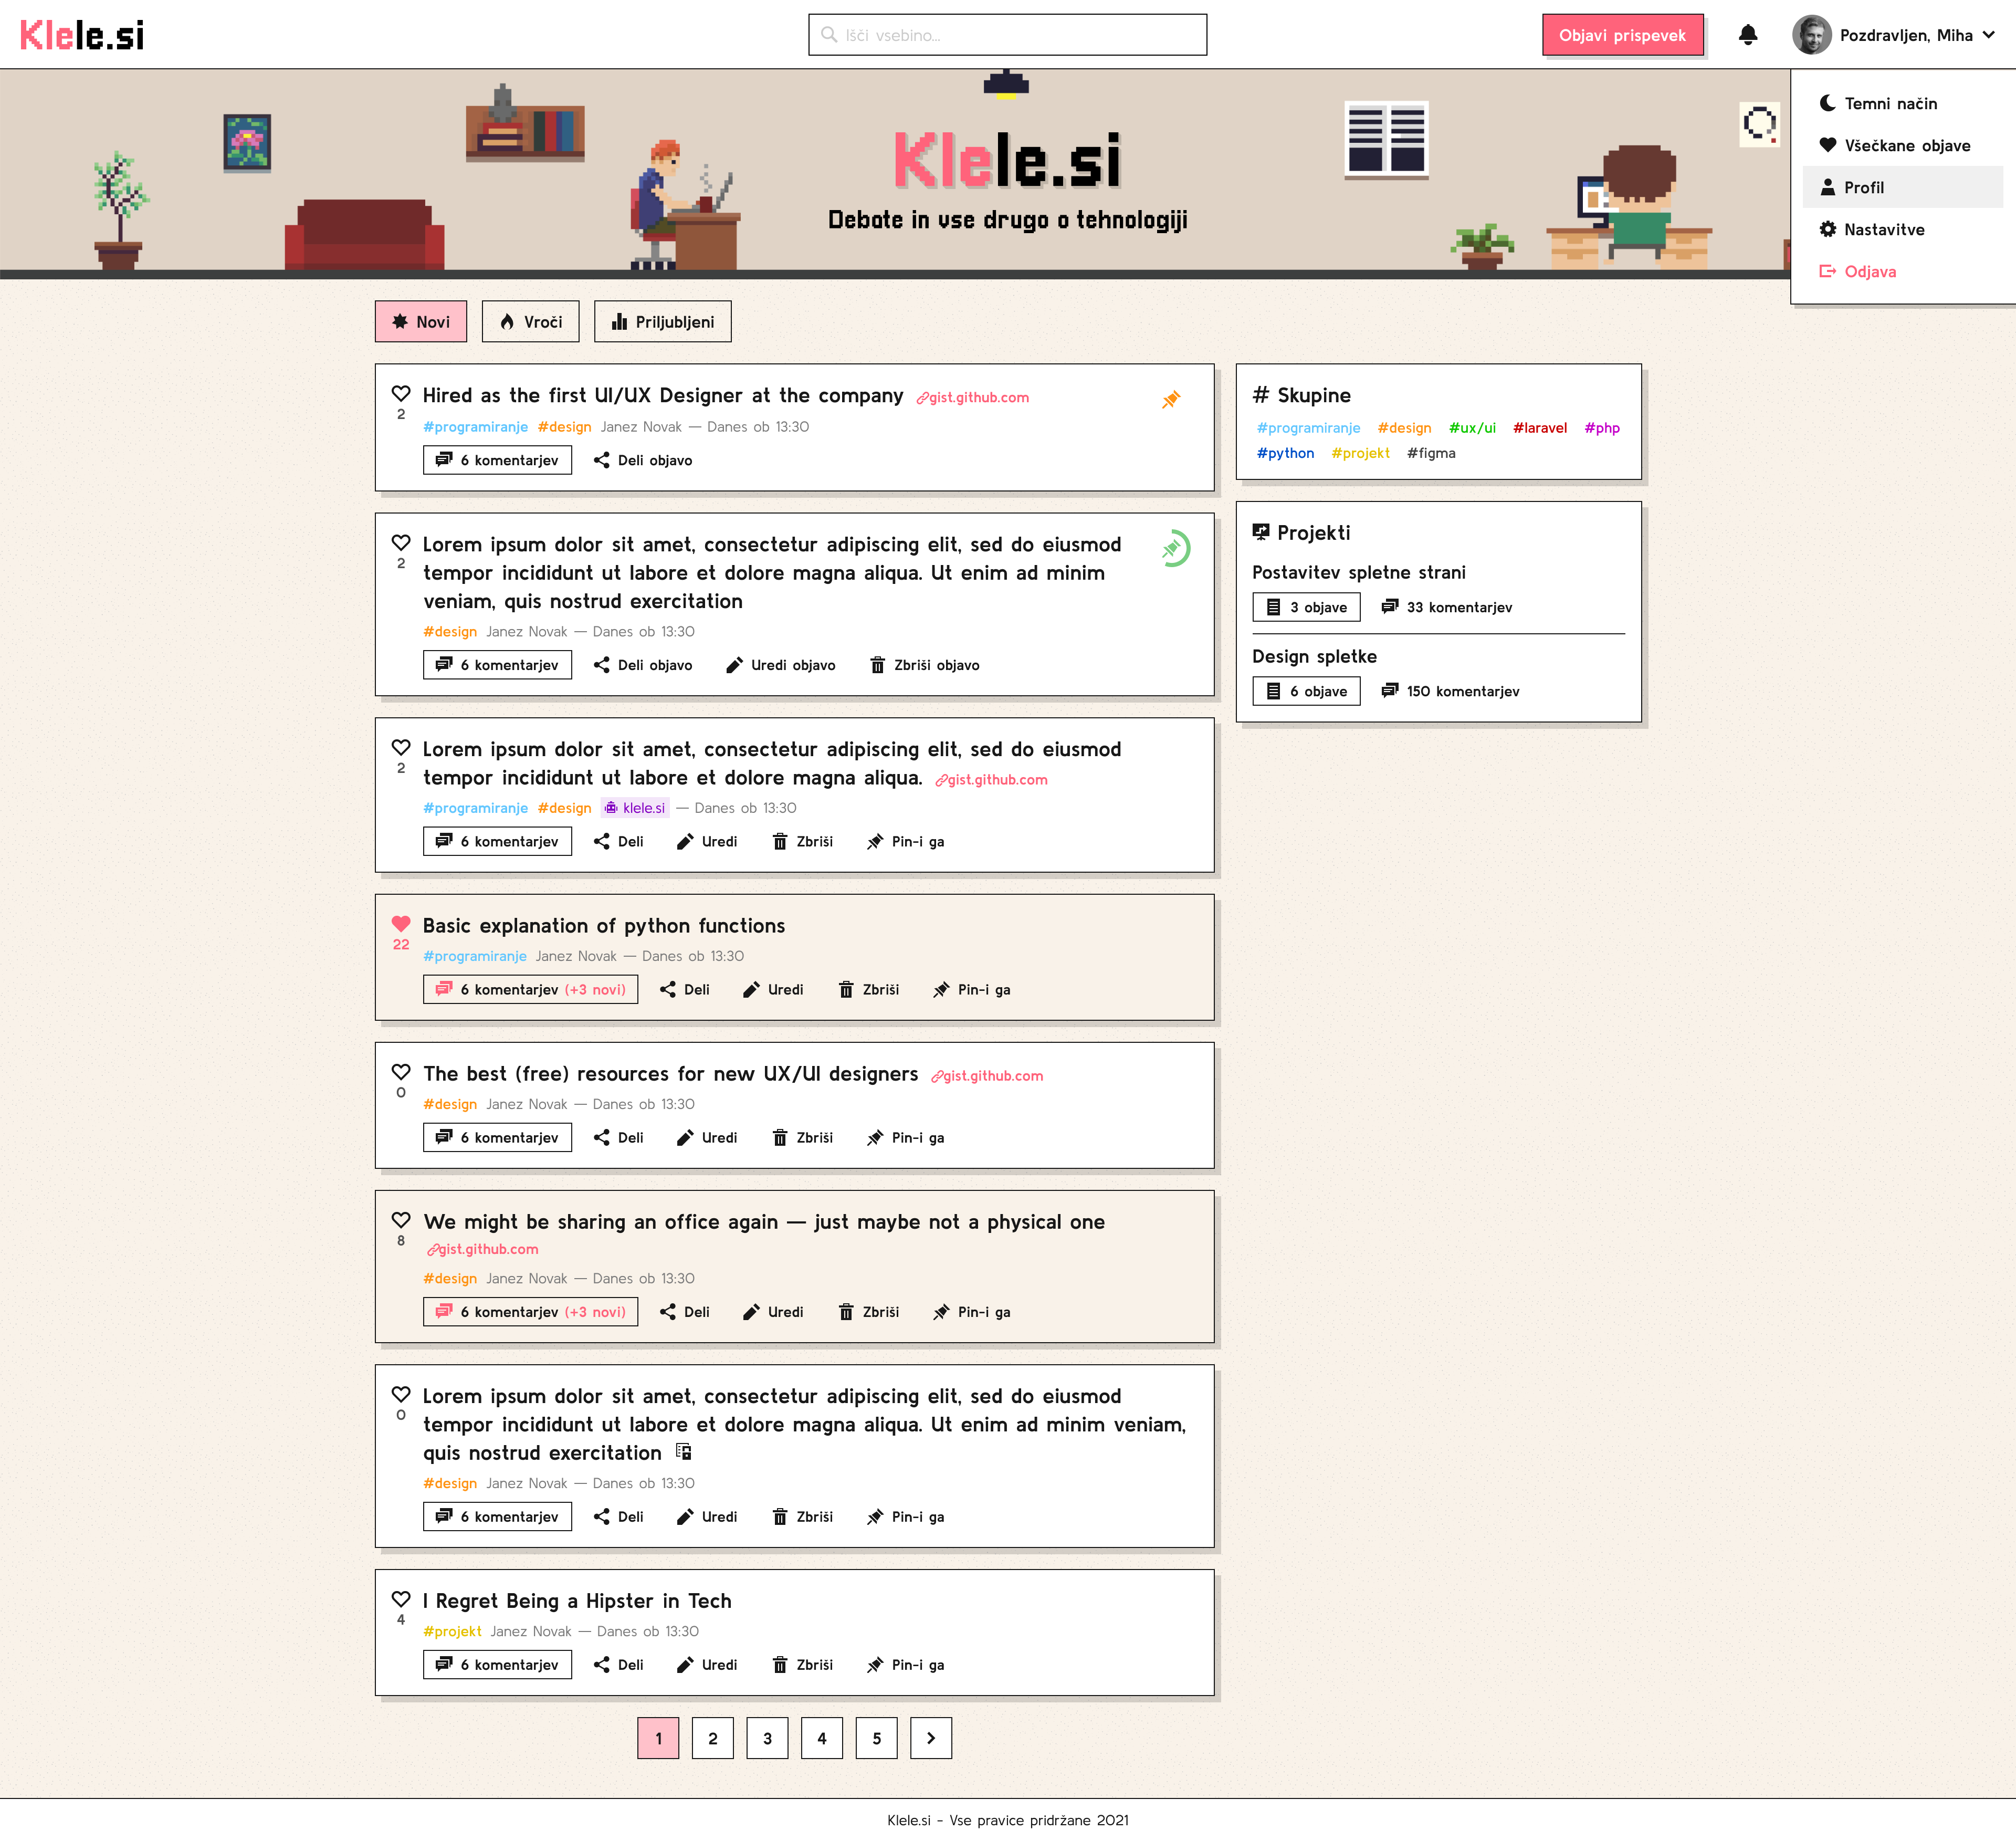 Klele.si
Išči vsebino...
Objavi prispevek
Pozdravljen, Miha
Temni način
Všečkane objave
Profil
Nastavitve
Odjava
Klele.si
Debate in vse drugo o tehnologiji
Novi
Vroči
Priljubljeni
Hired as the first UI/UX Designer at the company gist.github.com
2
#programiranje #design Janez Novak — Danes ob 13:30
6 komentarjev Deli objavo
Lorem ipsum dolor sit amet, consectetur adipiscing elit, sed do eiusmod
2
tempor incididunt ut labore et dolore magna aliqua. Ut enim ad minim
veniam, quis nostrud exercitation
#design Janez Novak — Danes ob 13:30
6 komentarjev Deli objavo Uredi objavo Zbriši objavo
Lorem ipsum dolor sit amet, consectetur adipiscing elit, sed do eiusmod
2
tempor incididunt ut labore et dolore magna aliqua. gist.github.com
#programiranje #design klele.si — Danes ob 13:30
6 komentarjev Deli Uredi Zbriši Pin-i ga
Basic explanation of python functions
22
#programiranje Janez Novak — Danes ob 13:30
6 komentarjev (+3 novi) Deli Uredi Zbriši Pin-i ga
The best (free) resources for new UX/UI designers gist.github.com
0
#design Janez Novak — Danes ob 13:30
6 komentarjev Deli Uredi Zbriši Pin-i ga
We might be sharing an office again — just maybe not a physical one
8
gist.github.com
#design Janez Novak — Danes ob 13:30
6 komentarjev (+3 novi) Deli Uredi Zbriši Pin-i ga
Lorem ipsum dolor sit amet, consectetur adipiscing elit, sed do eiusmod
0
tempor incididunt ut labore et dolore magna aliqua. Ut enim ad minim veniam,
quis nostrud exercitation
#design Janez Novak — Danes ob 13:30
6 komentarjev Deli Uredi Zbriši Pin-i ga
I Regret Being a Hipster in Tech
4
#projekt Janez Novak — Danes ob 13:30
6 komentarjev Deli Uredi Zbriši Pin-i ga
# Skupine
#programiranje #design #ux/ui #laravel #php
#python #projekt #figma
Projekti
Postavitev spletne strani
3 objave 33 komentarjev
Design spletke
6 objave 150 komentarjev
1 2 3 4 5
Klele.si - Vse pravice pridržane 2021